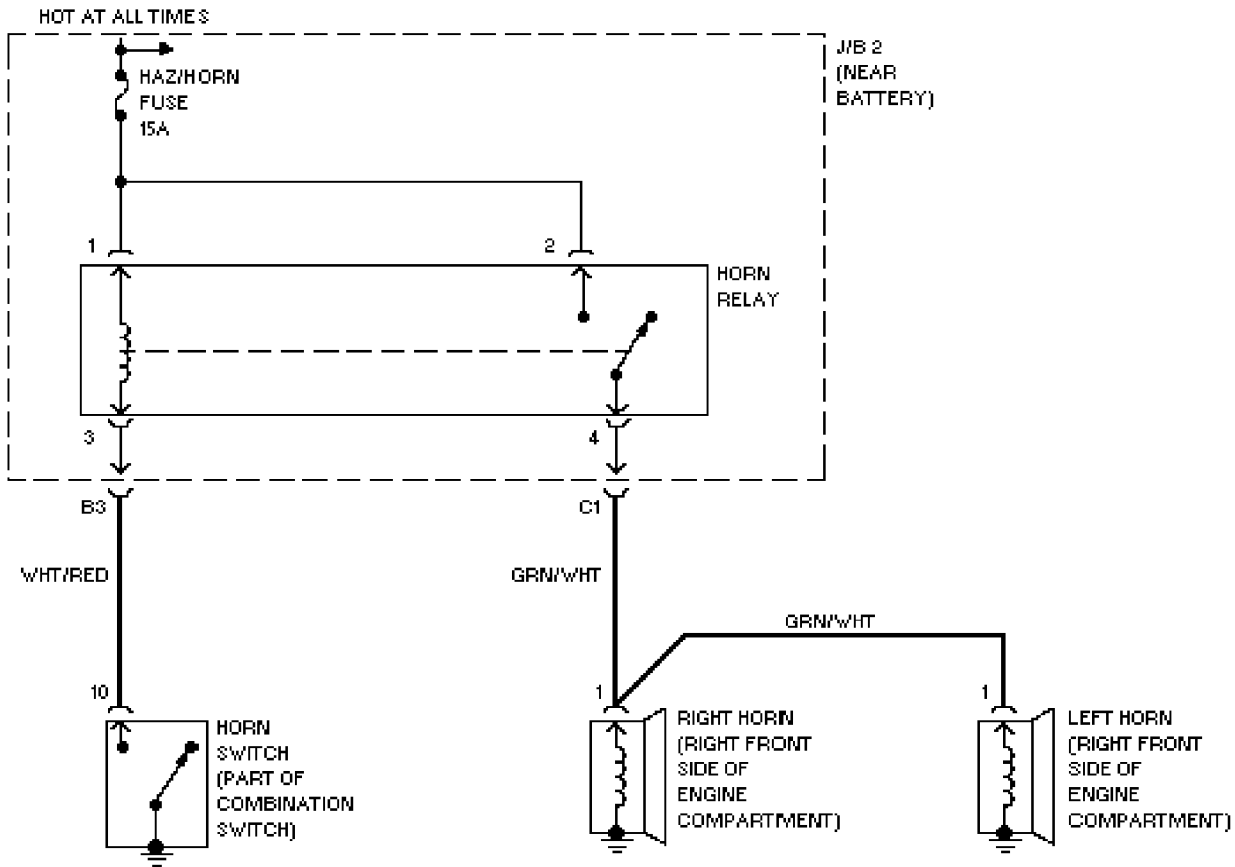 HOT AT ALL TIMES
J/B 2
(NEAR
BATTERY)
HAZ/HORN
FUSE
15A
1
2
HORN
RELAY
3
4
B3
C1
WHT/RED
GRN/WHT
GRN/WHT
10
1
1
HORN
SWITCH
(PART OF
COMBINATION
SWITCH)
RIGHT HORN
(RIGHT FRONT
SIDE OF
ENGINE
COMPARTMENT)
LEFT HORN
(RIGHT FRONT
SIDE OF
ENGINE
COMPARTMENT)